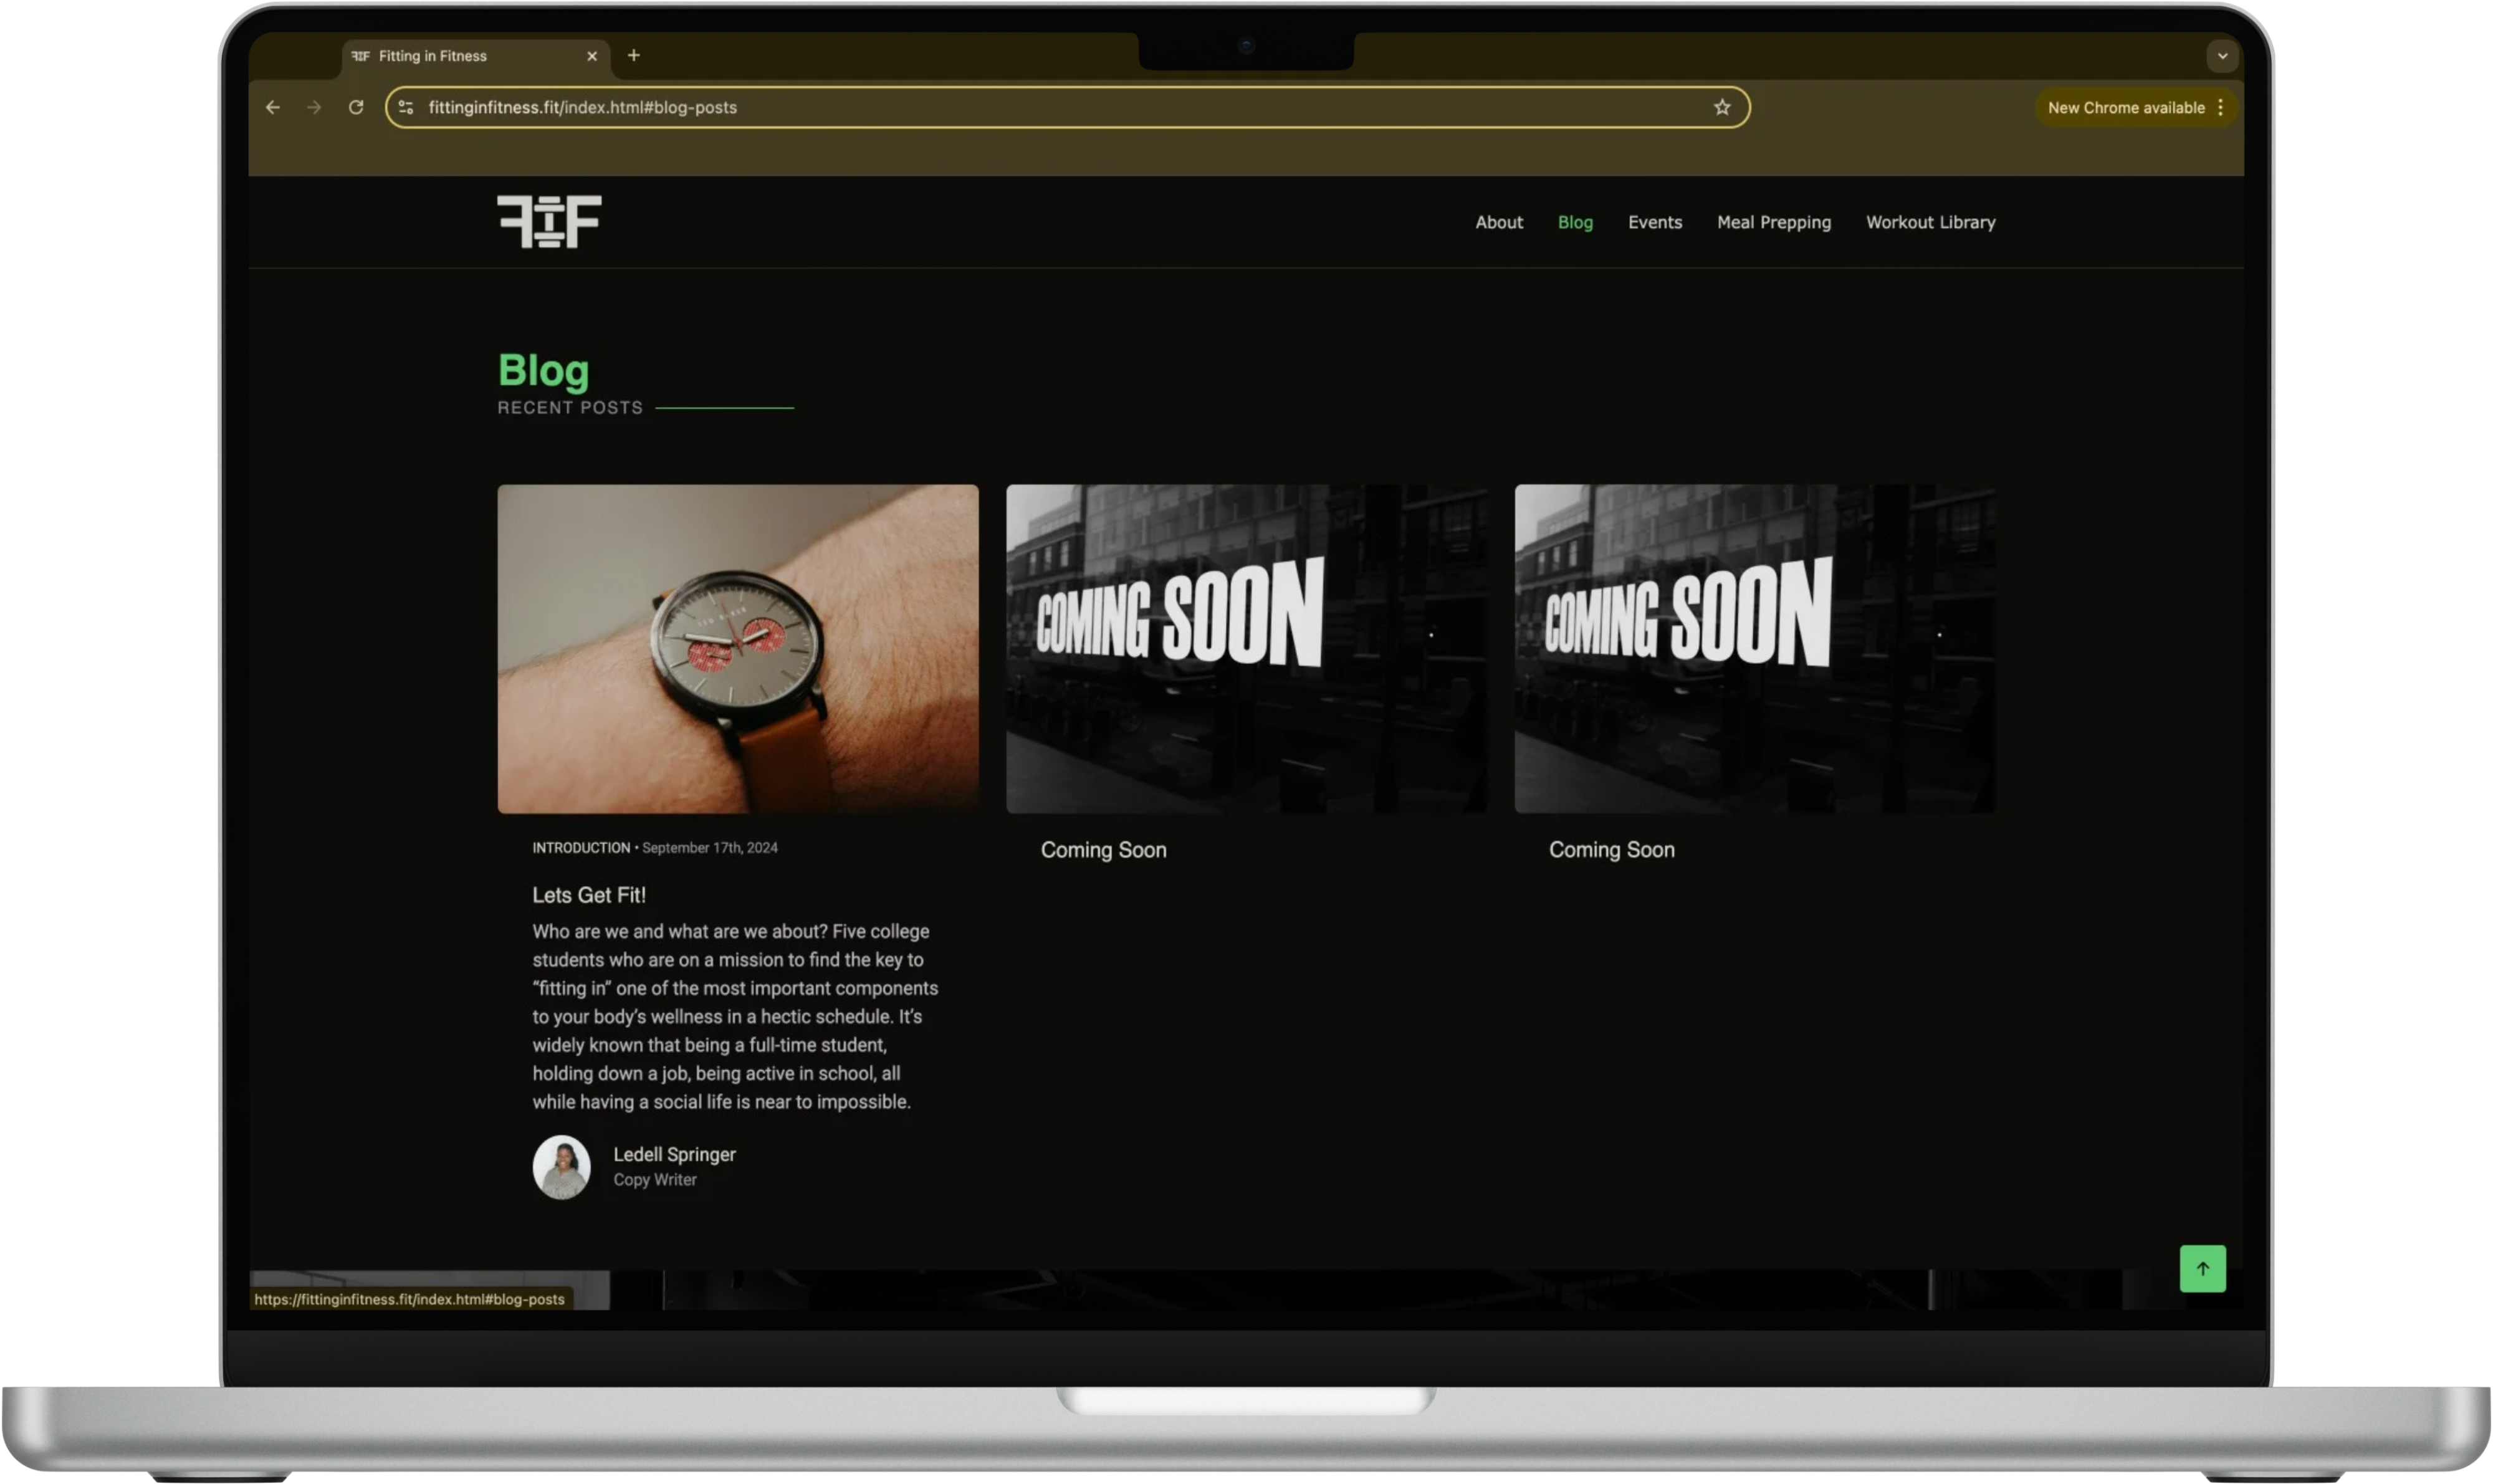 FIF Fitting in Fitness
fittinginfitness.fit/index.html#blog-posts
New Chrome available
FIF
About Blog Events Meal Prepping Workout Library
Blog
RECENT POSTS
COMING SOON
COMING SOON
INTRODUCTION • September 17th, 2024
Lets Get Fit!
Who are we and what are we about? Five college
students who are on a mission to find the key to
“fitting in” one of the most important components
to your body’s wellness in a hectic schedule. It’s
widely known that being a full-time student,
holding down a job, being active in school, all
while having a social life is near to impossible.
Ledell Springer
Copy Writer
Coming Soon
Coming Soon
https://fittinginfitness.fit/index.html#blog-posts